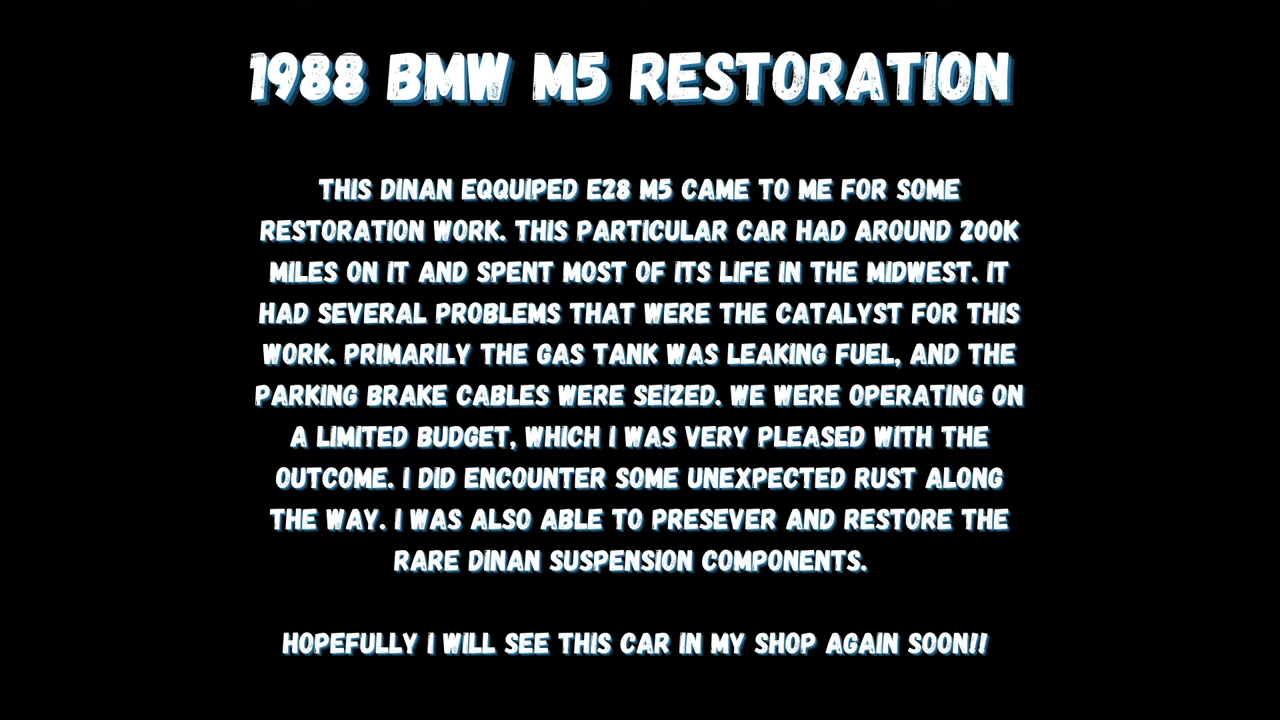 1988 BMW M5 RESTORATION
THIS DINAN EQQUIPED E28 M5 CAME TO ME FOR SOME
RESTORATION WORK. THIS PARTICULAR CAR HAD AROUND 200K
MILES ON IT AND SPENT MOST OF ITS LIFE IN THE MIDWEST. IT
HAD SEVERAL PROBLEMS THAT WERE THE CATALYST FOR THIS
WORK. PRIMARILY THE GAS TANK WAS LEAKING FUEL, AND THE
PARKING BRAKE CABLES WERE SEIZED. WE WERE OPERATING ON
A LIMITED BUDGET, WHICH I WAS VERY PLEASED WITH THE
OUTCOME. I DID ENCOUNTER SOME UNEXPECTED RUST ALONG
THE WAY. I WAS ALSO ABLE TO PRESEVER AND RESTORE THE
RARE DINAN SUSPENSION COMPONENTS.
HOPEFULLY I WILL SEE THIS CAR IN MY SHOP AGAIN SOON!!